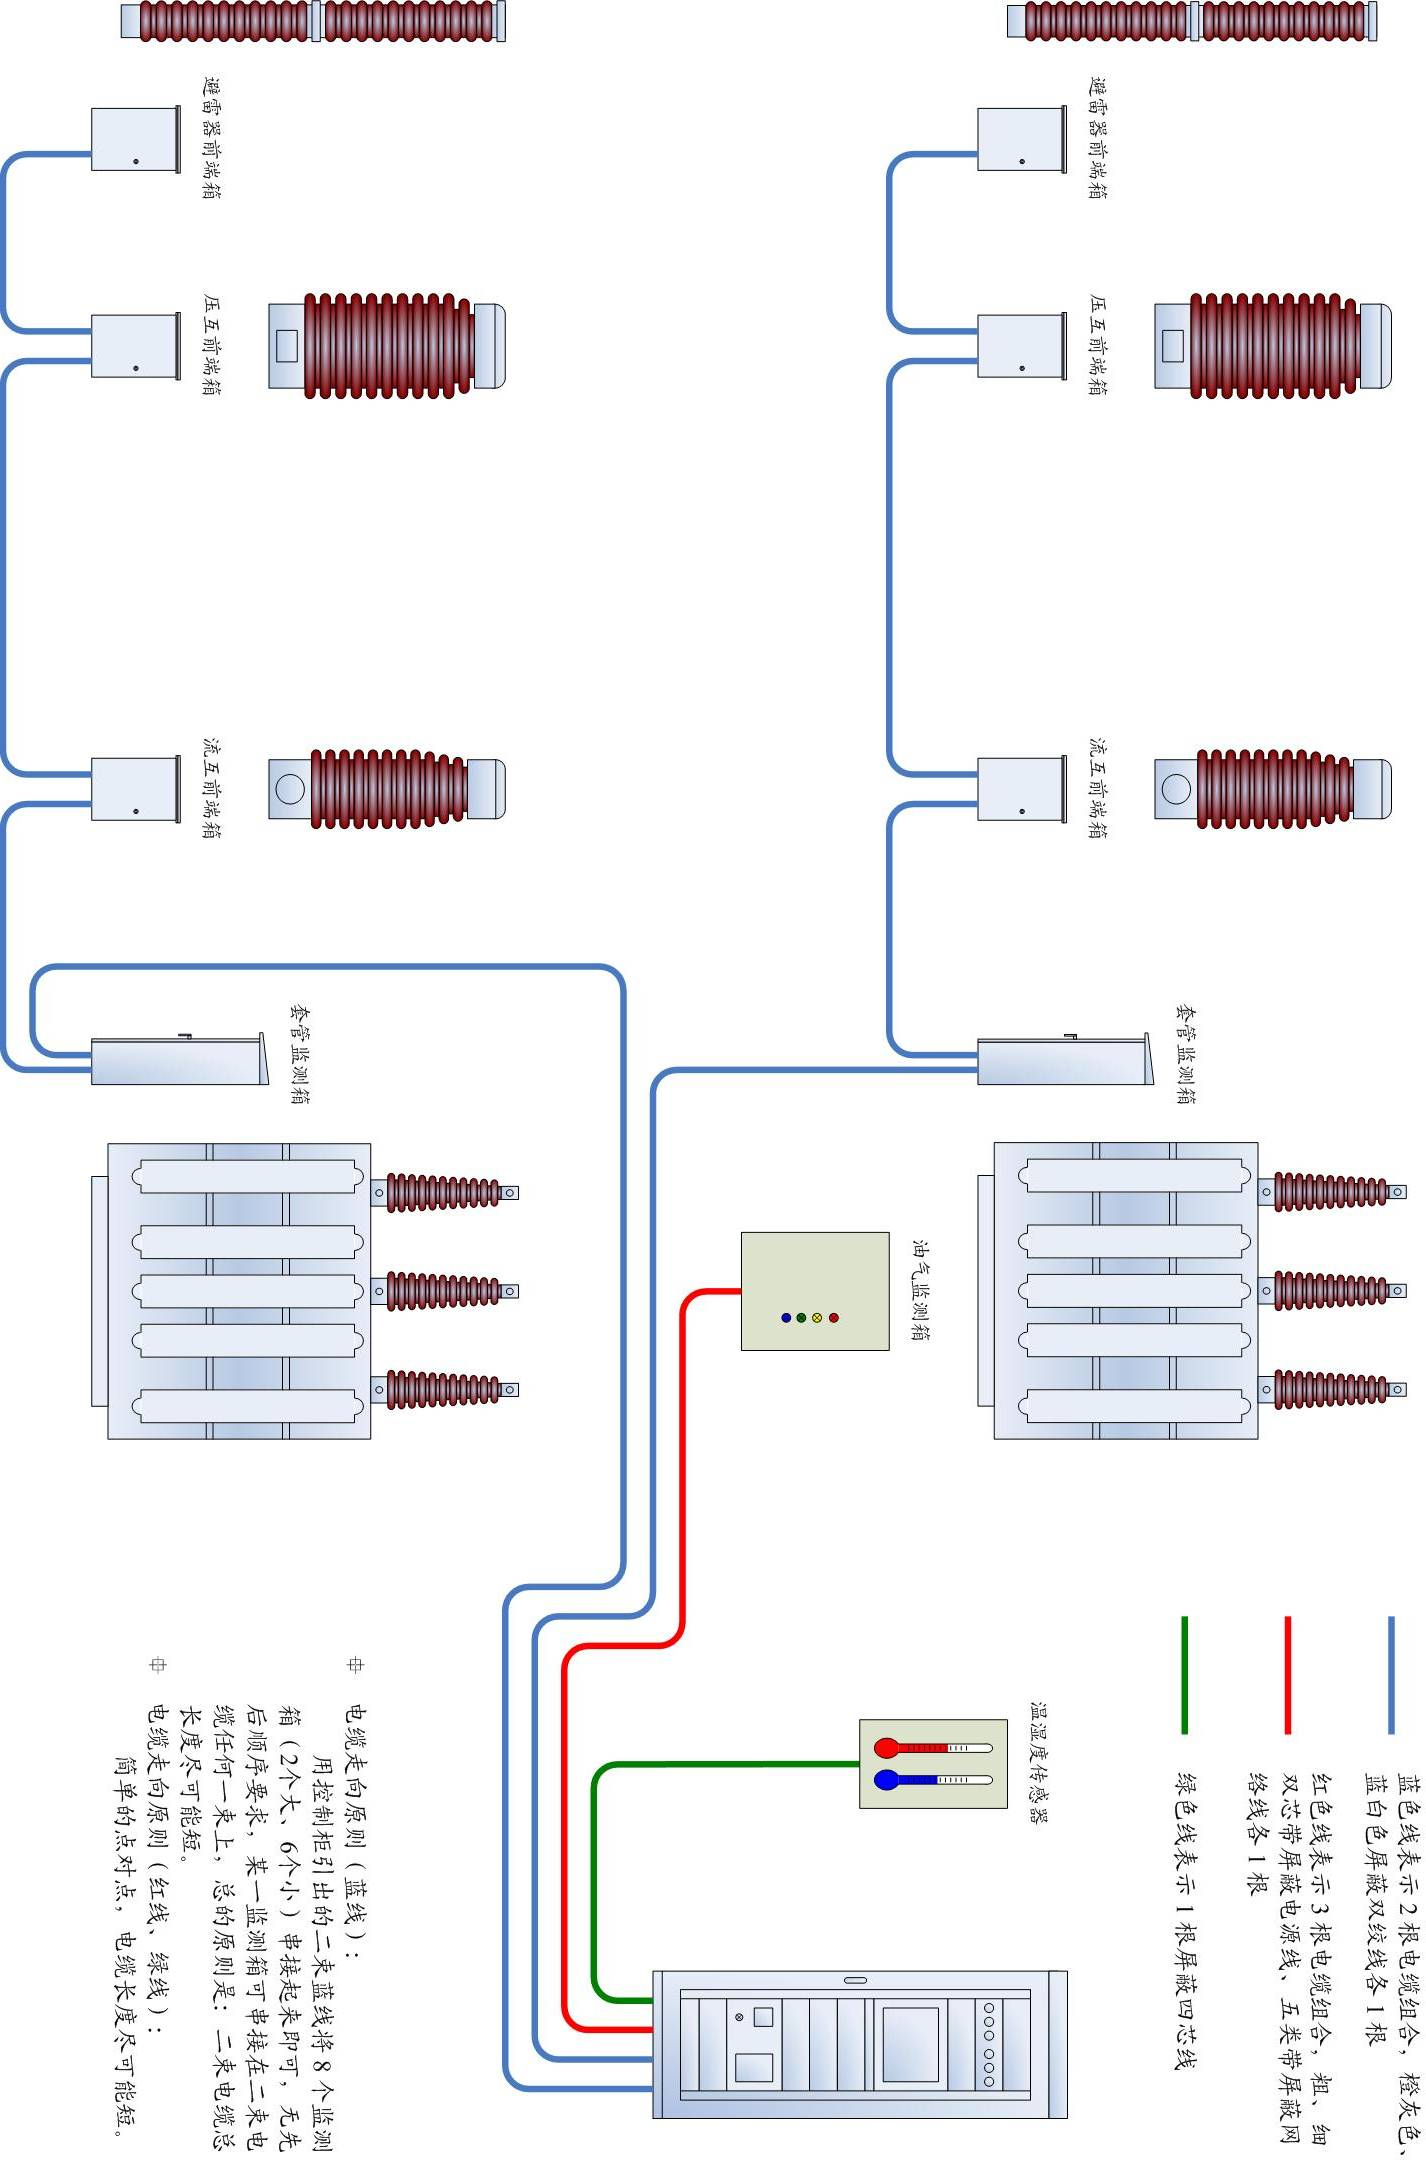 蓝色线表示2根电缆组合，橙灰色、
蓝白色屏蔽双绞线各1根
红色线表示3根电缆组合，粗、细
双芯带屏蔽电源线、五类带屏蔽网
络线各1根
绿色线表示1根屏蔽四芯线
避雷器前端箱
压互前端箱
流互前端箱
套管监测箱
油气监测箱
温湿度传感器
避雷器前端箱
压互前端箱
流互前端箱
套管监测箱
电缆走向原则（蓝线）：
用控制柜引出的二束蓝线将8个监测
箱（2个大、6个小）串接起来即可，无先
后顺序要求，某一监测箱可串接在二束电
缆任何一束上，总的原则是：二束电缆总
长度尽可能短。
电缆走向原则（红线、绿线）：
简单的点对点，电缆长度尽可能短。